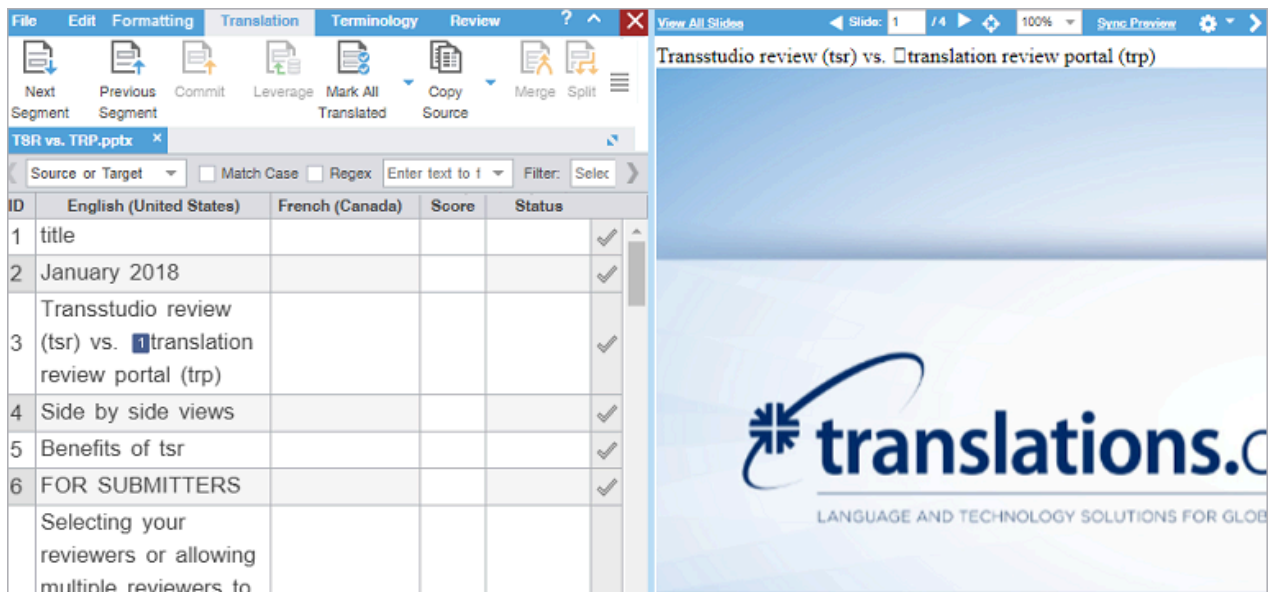 File Edit Formatting Translation Terminology Review ?
Next Segment
Previous Segment
Commit
Leverage
Mark All Translated
Copy Source
Merge
Split
TSR vs. TRP.pptx ×
Source or Target Match Case Regex Enter text to f Filter: Selec
ID English (United States) French (Canada) Score Status
1 title
2 January 2018
3 Transstudio review
(tsr) vs. 1translation
review portal (trp)
4 Side by side views
5 Benefits of tsr
6 FOR SUBMITTERS
Selecting your
reviewers or allowing
multiple reviewers to
View All Slides Slide: 1 / 4 100% Sync Preview
Transstudio review (tsr) vs. □translation review portal (trp)
translations.c
LANGUAGE AND TECHNOLOGY SOLUTIONS FOR GLOB